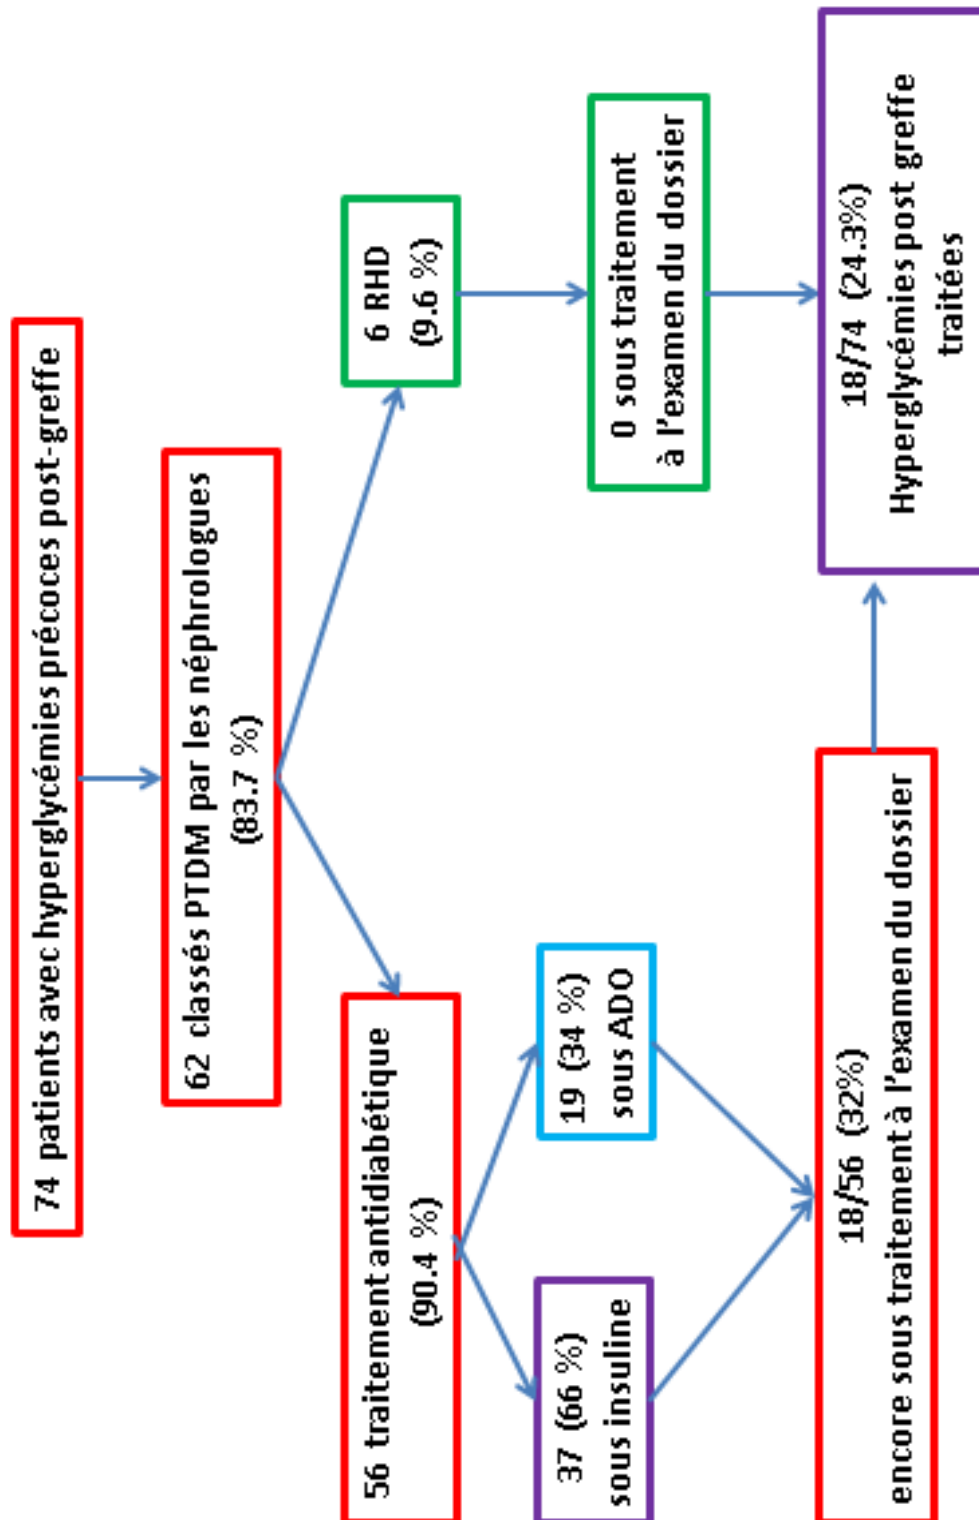 74 patients avec hyperglycémies précoces post-greffe
62 classés PTDM par les néphrologues
(83.7 %)
56 traitement antidiabétique
(90.4 %)
6 RHD
(9.6 %)
37 (66 %)
sous insuline
19 (34 %)
sous ADO
0 sous traitement
à l'examen du dossier
18/56 (32%)
encore sous traitement à l'examen du dossier
18/74 (24.3%)
Hyperglycémies post greffe
traitées